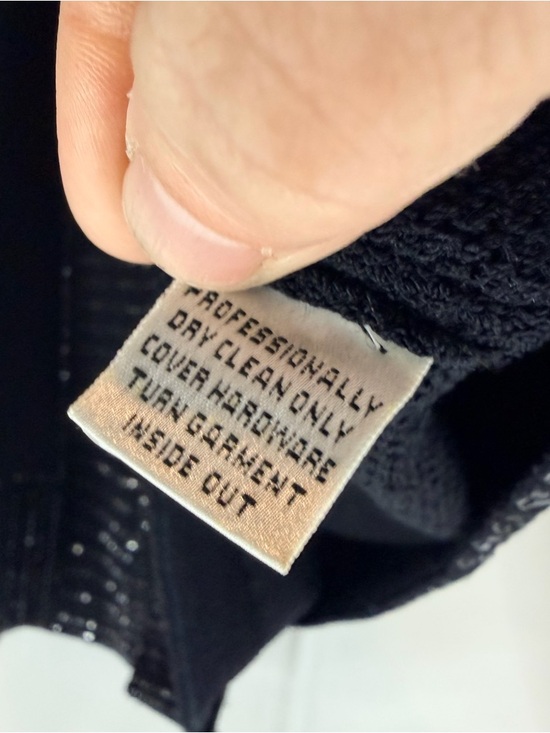 PROFESSIONALLY
DRY CLEAN ONLY
COVER HARDWARE
TURN GARMENT
INSIDE OUT